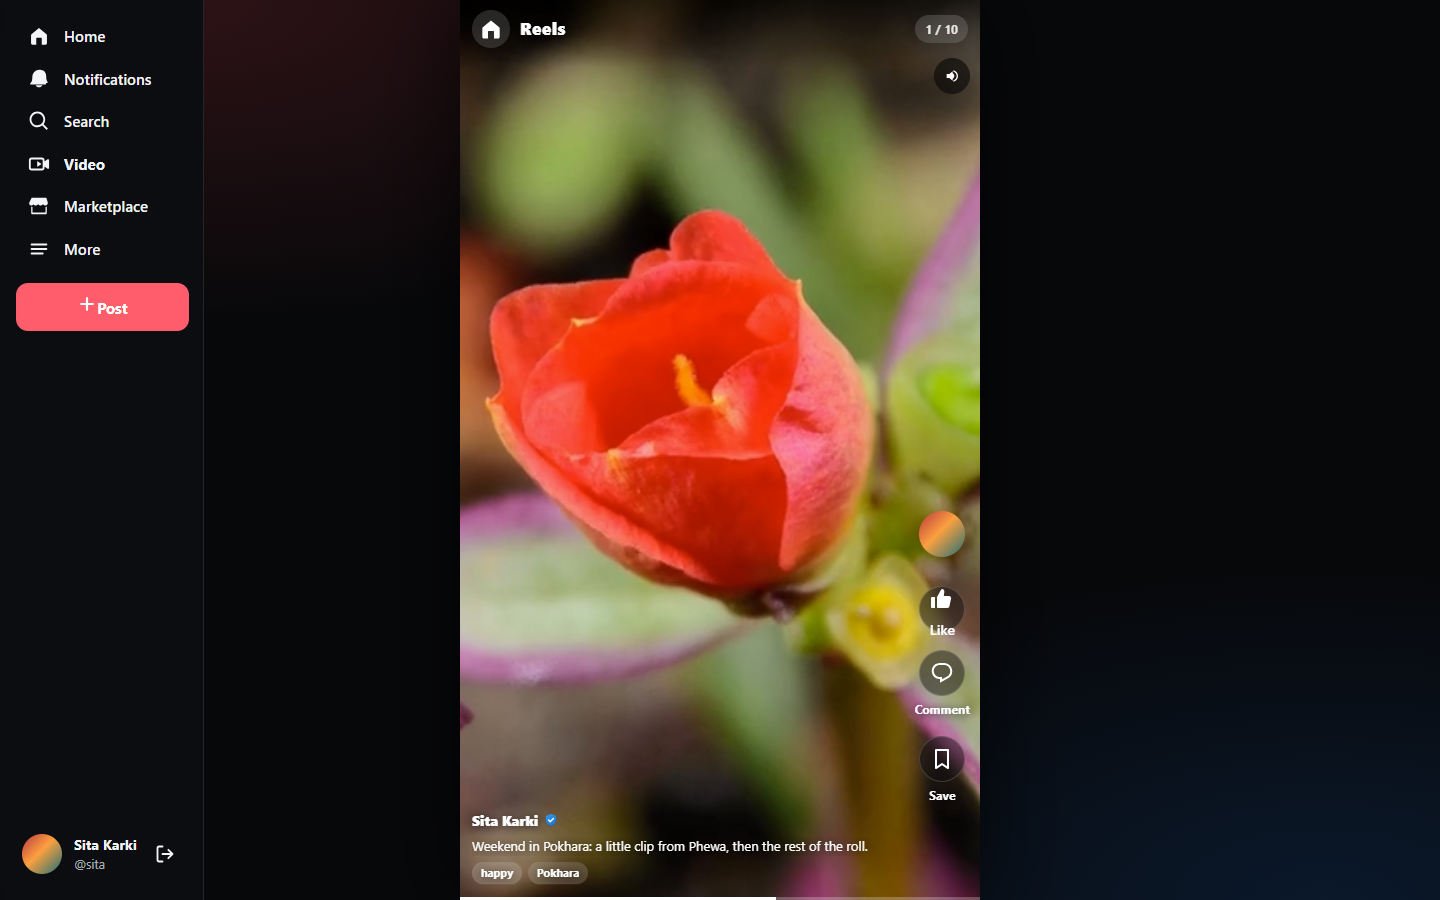 Home
Notifications
Search
Video
Marketplace
More
+ Post
Sita Karki
@sita
Reels
1 / 10
Like
Comment
Save
Sita Karki
Weekend in Pokhara: a little clip from Phewa, then the rest of the roll.
happy Pokhara